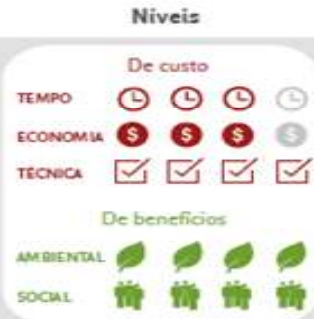 Níveis
De custo
TEMPO
ECONOMIA
TÉCNICA
De benefícios
AMBIENTAL
SOCIAL